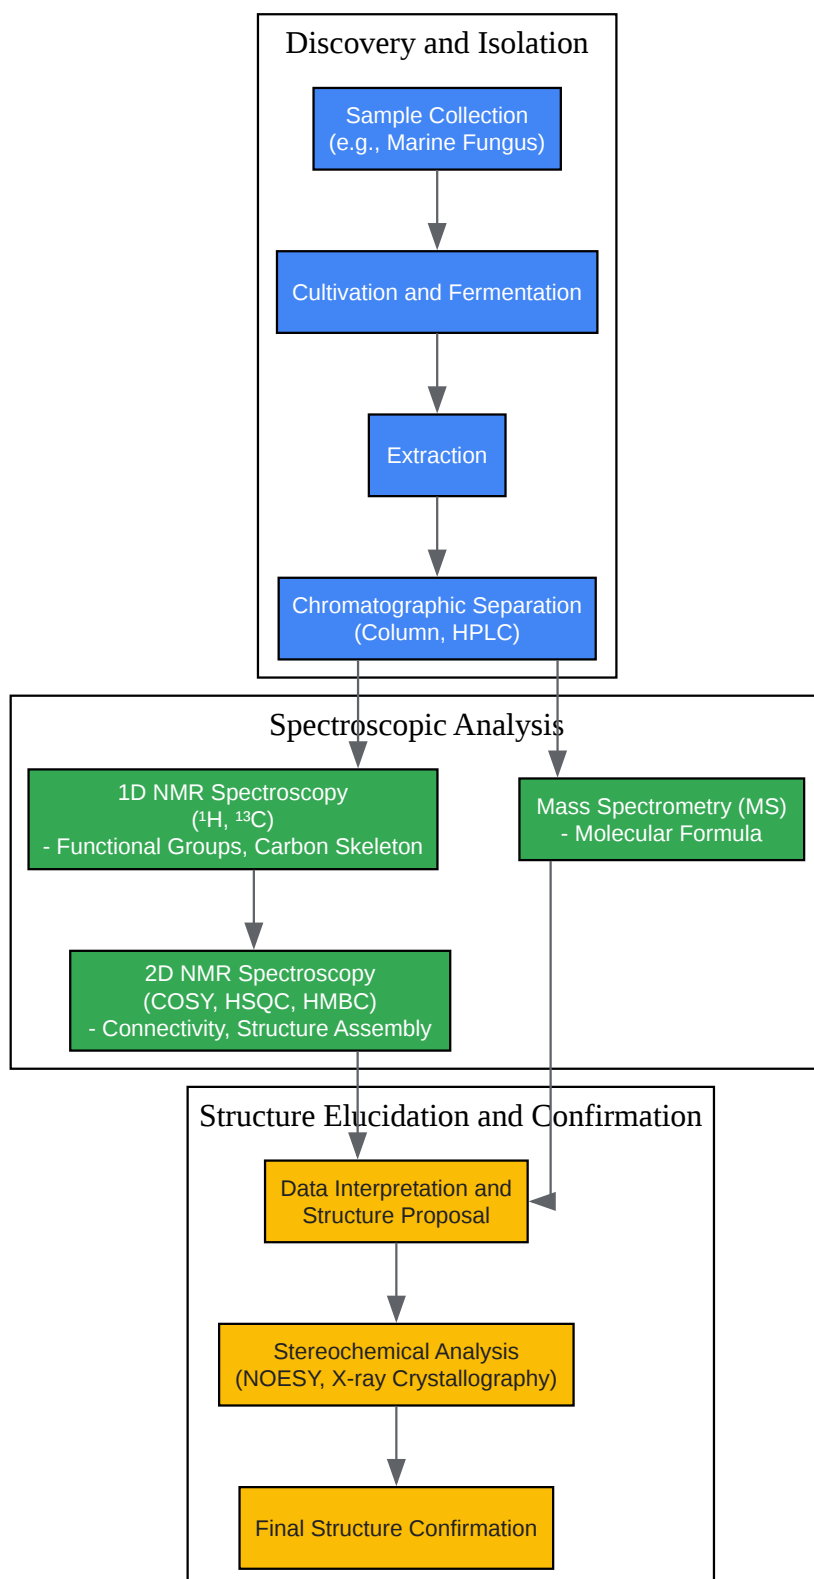 Discovery and Isolation
Sample Collection
(e.g., Marine Fungus)
Cultivation and Fermentation
Extraction
Chromatographic Separation
(Column, HPLC)
Spectroscopic Analysis
1D NMR Spectroscopy
(¹H, ¹³C)
- Functional Groups, Carbon Skeleton
Mass Spectrometry (MS)
- Molecular Formula
2D NMR Spectroscopy
(COSY, HSQC, HMBC)
- Connectivity, Structure Assembly
Structure Elucidation and Confirmation
Data Interpretation and
Structure Proposal
Stereochemical Analysis
(NOESY, X-ray Crystallography)
Final Structure Confirmation